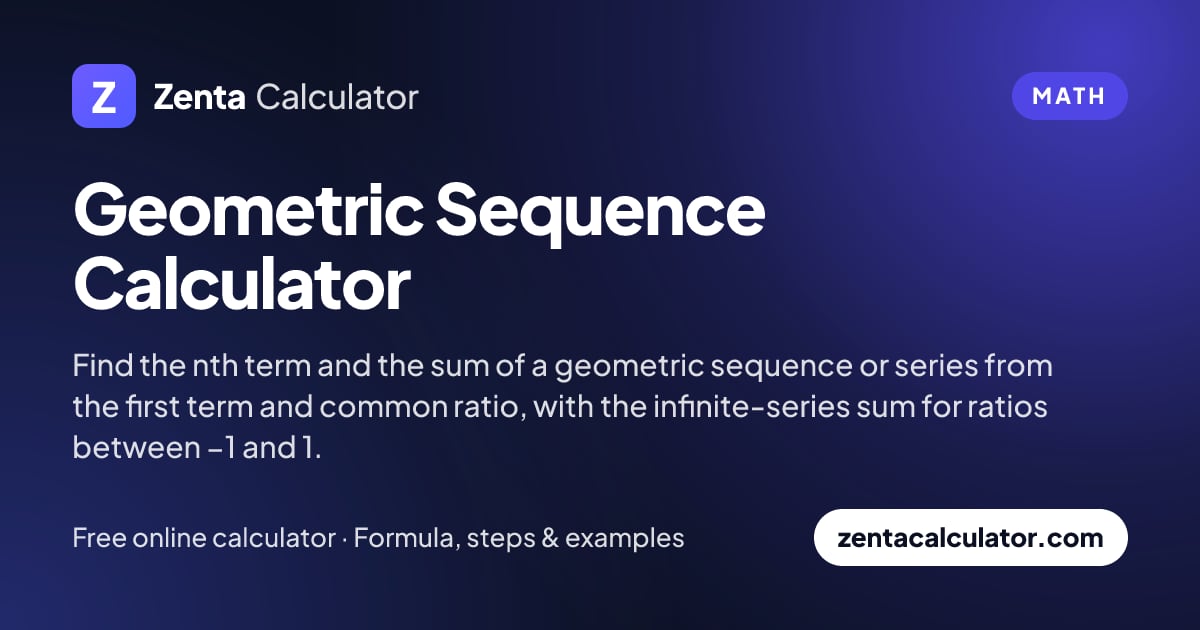 Z Zenta Calculator
MATH
Geometric Sequence
Calculator
Find the nth term and the sum of a geometric sequence or series from
the first term and common ratio, with the infinite-series sum for ratios
between −1 and 1.
Free online calculator · Formula, steps & examples
zentacalculator.com